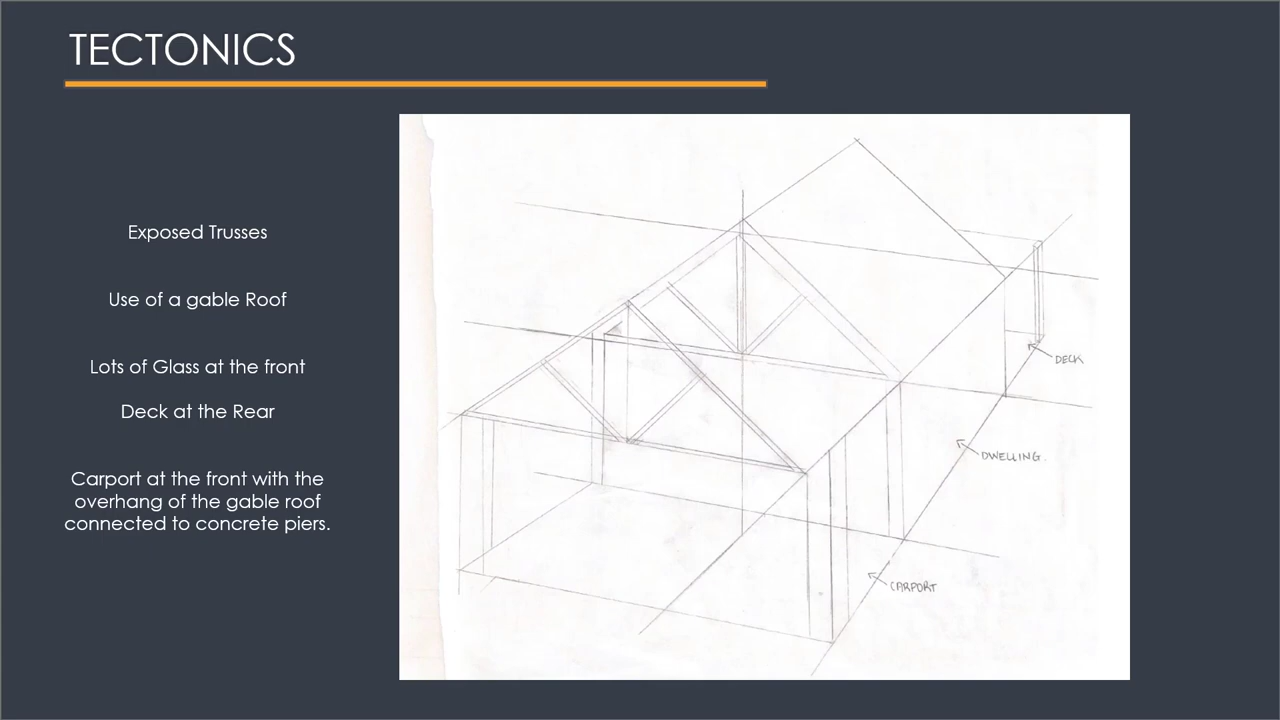 TECTONICS
Exposed Trusses
Use of a gable Roof
Lots of Glass at the front
Deck at the Rear
Carport at the front with the
overhang of the gable roof
connected to concrete piers.
DECK
DWELLING.
CARPORT